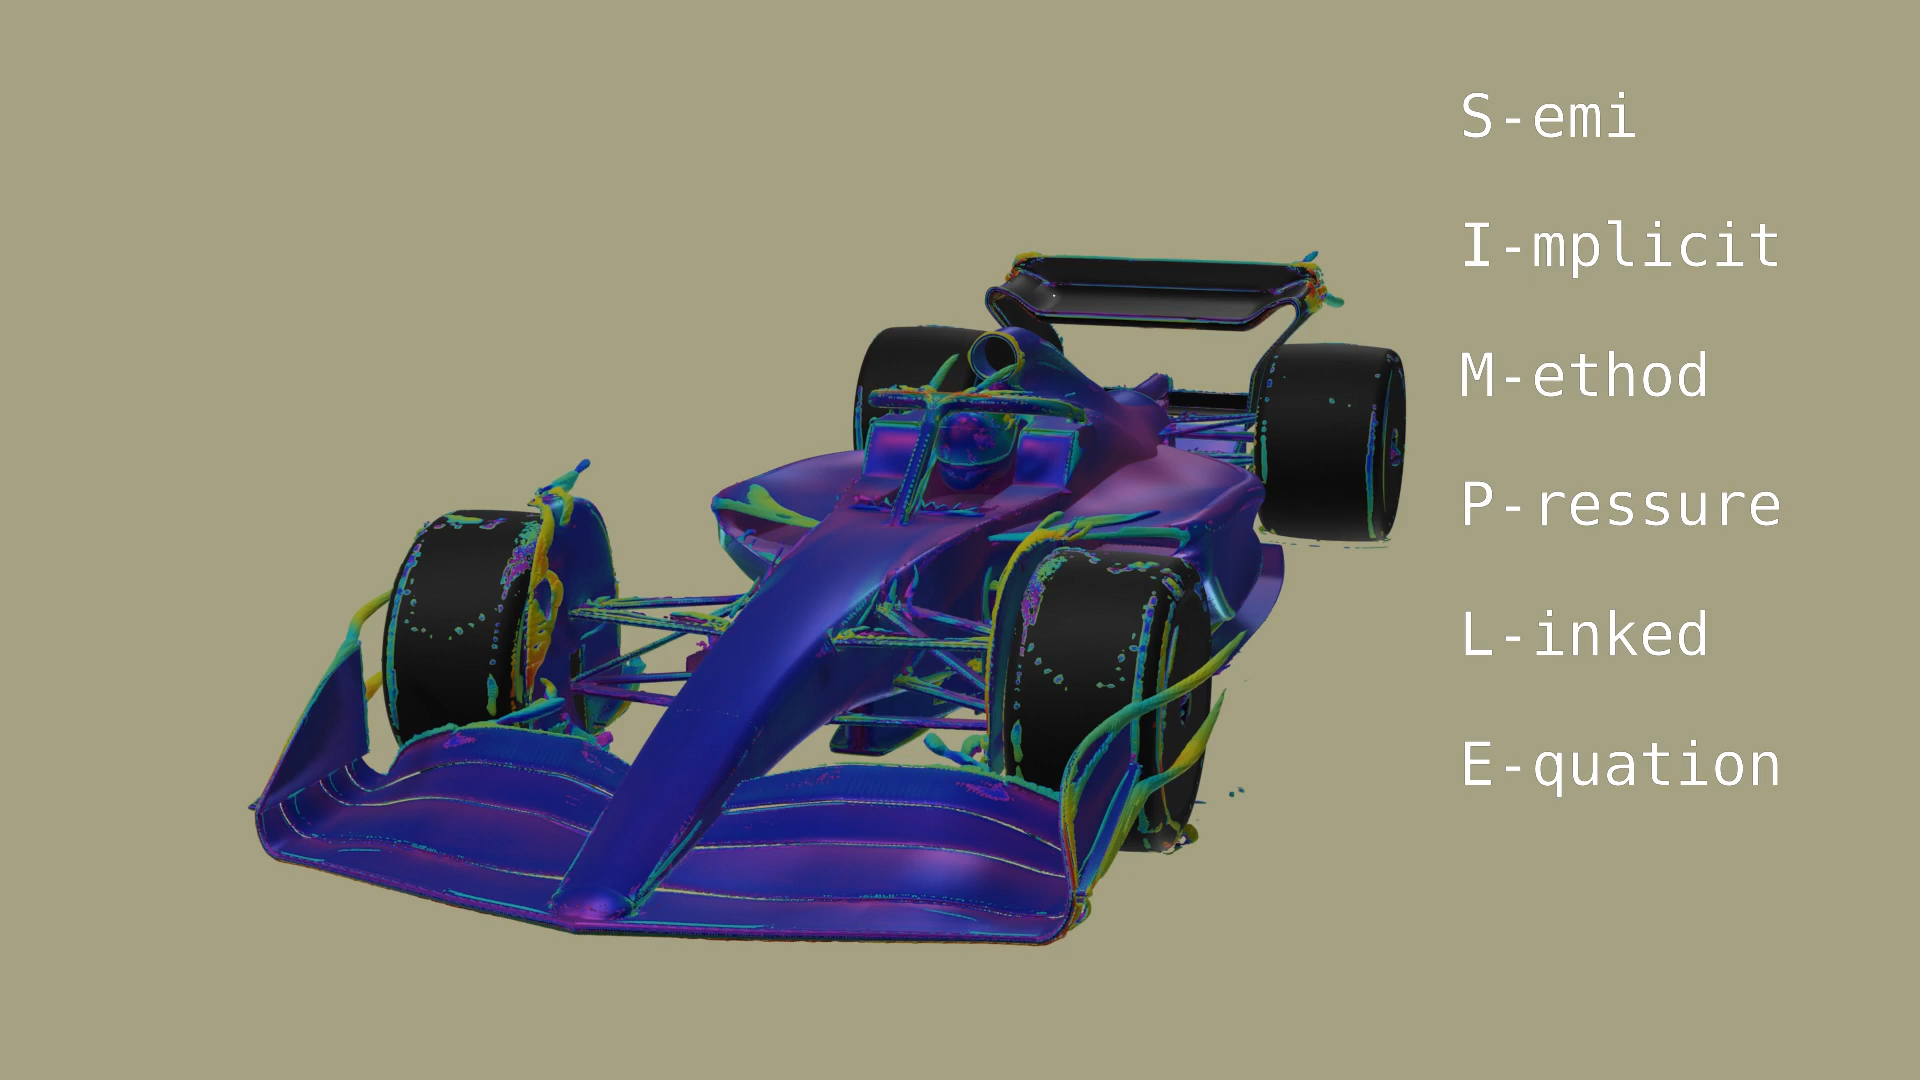 S-emi
I-mplicit
M-ethod
P-ressure
L-inked
E-quation